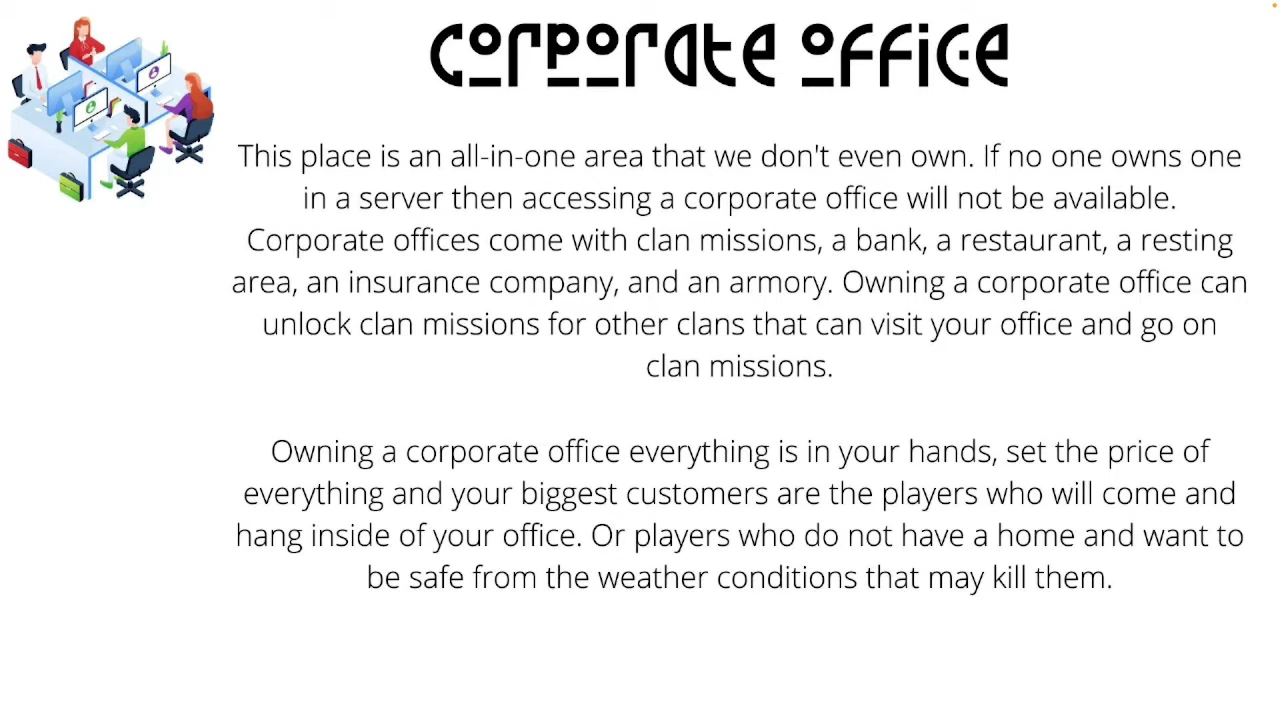 Corporate Office
This place is an all-in-one area that we don't even own. If no one owns one
in a server then accessing a corporate office will not be available.
Corporate offices come with clan missions, a bank, a restaurant, a resting
area, an insurance company, and an armory. Owning a corporate office can
unlock clan missions for other clans that can visit your office and go on
clan missions.
Owning a corporate office everything is in your hands, set the price of
everything and your biggest customers are the players who will come and
hang inside of your office. Or players who do not have a home and want to
be safe from the weather conditions that may kill them.